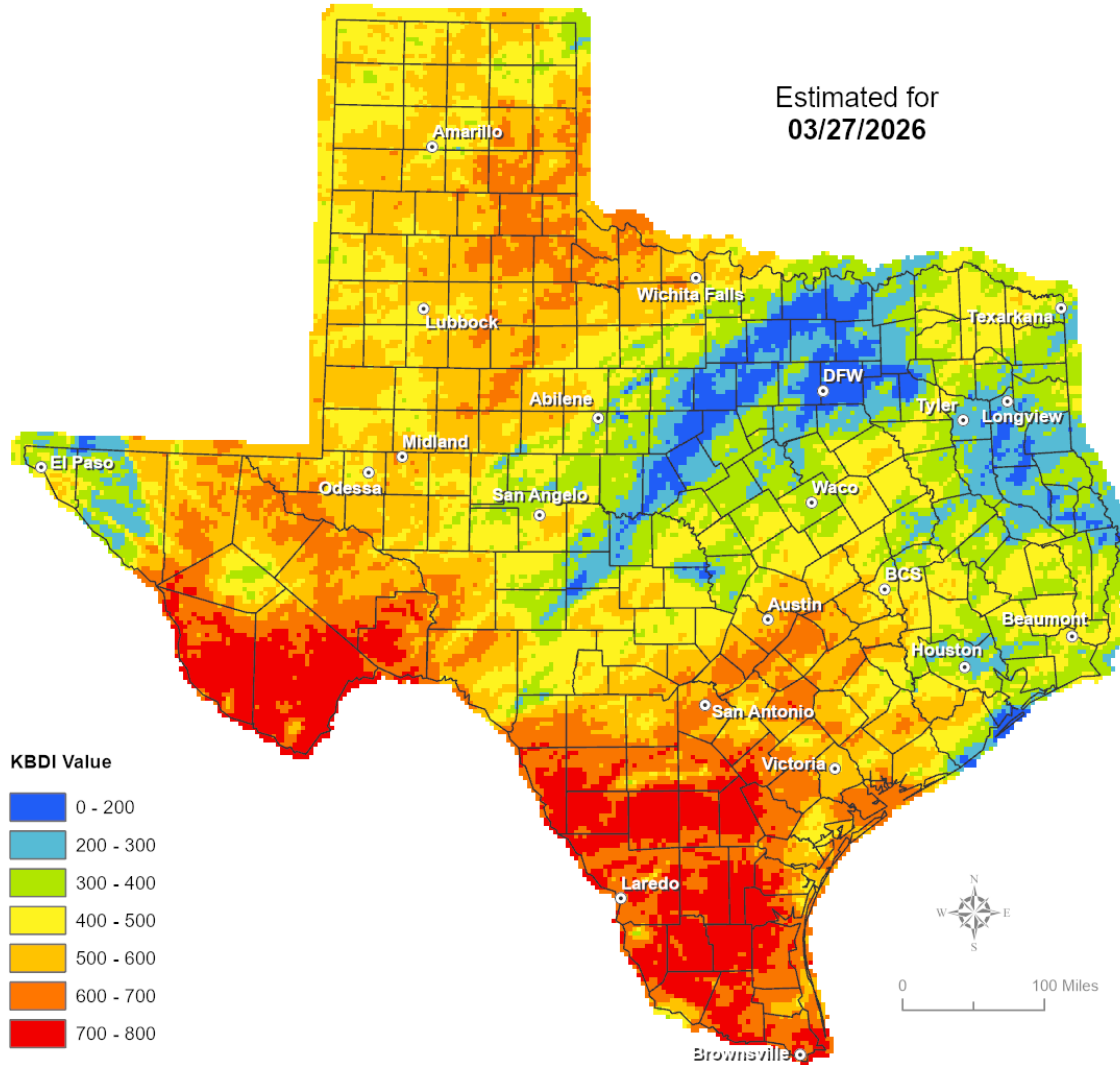 Estimated for
03/27/2026
Amarillo
Wichita Falls
Lubbock
Texarkana
DFW
Abilene
Tyler
Longview
Midland
El Paso
Odessa
San Angelo
Waco
BCS
Austin
Beaumont
Houston
San Antonio
Victoria
KBDI Value
0 - 200
200 - 300
300 - 400
400 - 500
500 - 600
600 - 700
700 - 800
Laredo
N
W E
S
0 100 Miles
Brownsville